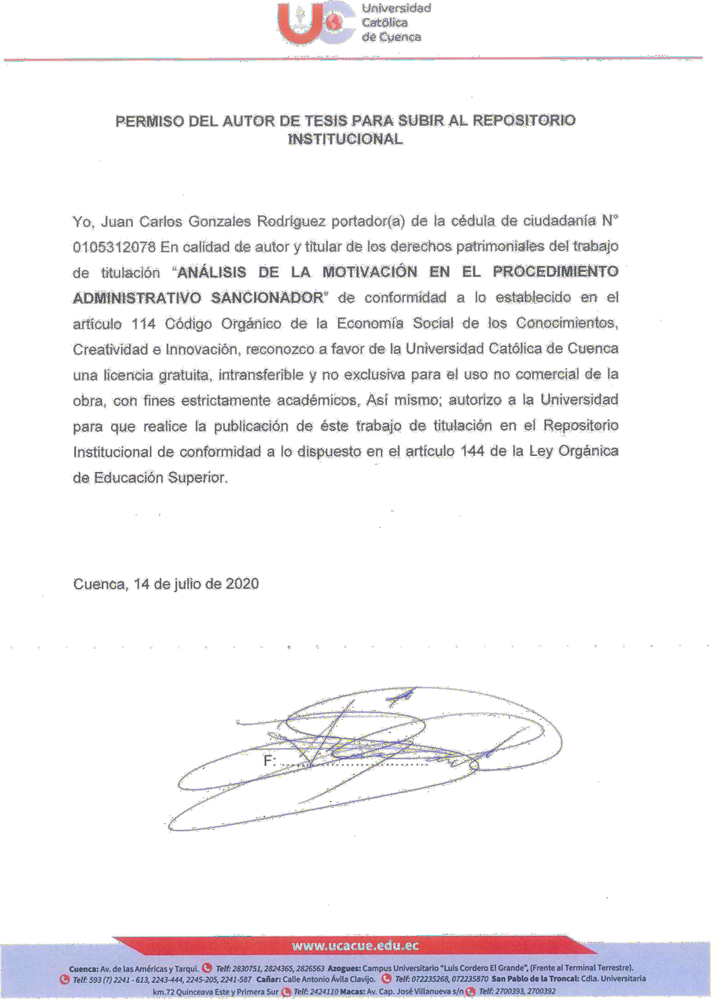 Universidad
Católica
de Cuenca
PERMISO DEL AUTOR DE TESIS PARA SUBIR AL REPOSITORIO
INSTITUCIONAL
Yo, Juan Carlos Gonzales Rodríguez portador(a) de la cédula de ciudadanía N°
0105312078 En calidad de autor y titular de los derechos patrimoniales del trabajo
de titulación “ANÁLISIS DE LA MOTIVACIÓN EN EL PROCEDIMIENTO
ADMINISTRATIVO SANCIONADOR” de conformidad a lo establecido en el
artículo 114 Código Orgánico de la Economía Social de los Conocimientos,
Creatividad e Innovación, reconozco a favor de la Universidad Católica de Cuenca
una licencia gratuita, intransferible y no exclusiva para el uso no comercial de la
obra, con fines estrictamente académicos, Así mismo; autorizo a la Universidad
para que realice la publicación de éste trabajo de titulación en el Repositorio
Institucional de conformidad a lo dispuesto en el artículo 144 de la Ley Orgánica
de Educación Superior.
Cuenca, 14 de julio de 2020
F: ..............................
www.ucacue.edu.ec
Cuenca: Av. de las Américas y Tarqui. Telf: 2830751, 2824365, 2826563 Azogues: Campus Universitario "Luis Cordero El Grande", (Frente al Terminal Terrestre).
Telf: 593 (7) 2241 - 613, 2243-444, 2245-205, 2241-587 Cañar: Calle Antonio Ávila Clavijo. Telf: 072235268, 072235870 San Pablo de la Troncal: Cdla. Universitaria
km.72 Quinceava Este y Primera Sur Telf: 2424110 Macas: Av. Cap. José Villanueva s/n Telf: 2700393, 2700392